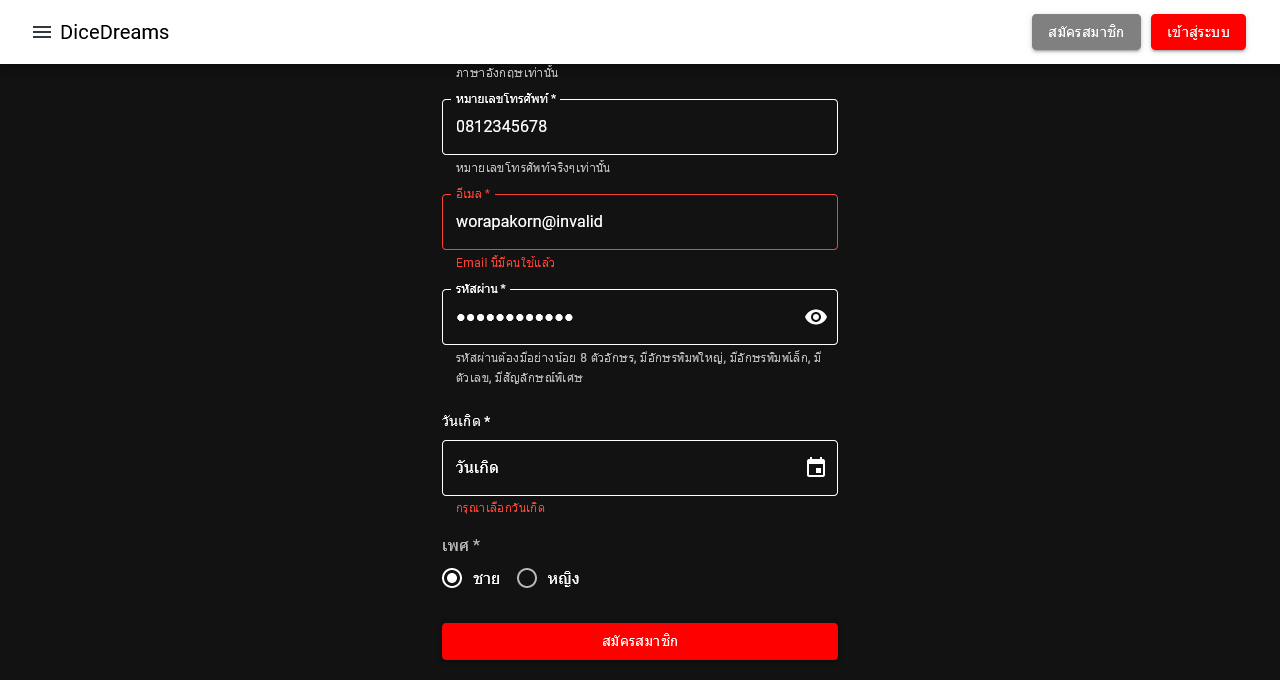 DiceDreams
สมัครสมาชิก
เข้าสู่ระบบ
ภาษาอังกฤษเท่านั้น
หมายเลขโทรศัพท์ *
0812345678
หมายเลขโทรศัพท์จริงๆเท่านั้น
อีเมล *
worapakorn@invalid
Email นี้มีคนใช้แล้ว
รหัสผ่าน *
••••••••••••
รหัสผ่านต้องมีอย่างน้อย 8 ตัวอักษร, มีอักษรพิมพ์ใหญ่, มีอักษรพิมพ์เล็ก, มี
ตัวเลข, มีสัญลักษณ์พิเศษ
วันเกิด *
วันเกิด
กรุณาเลือกวันเกิด
เพศ *
ชาย
หญิง
สมัครสมาชิก